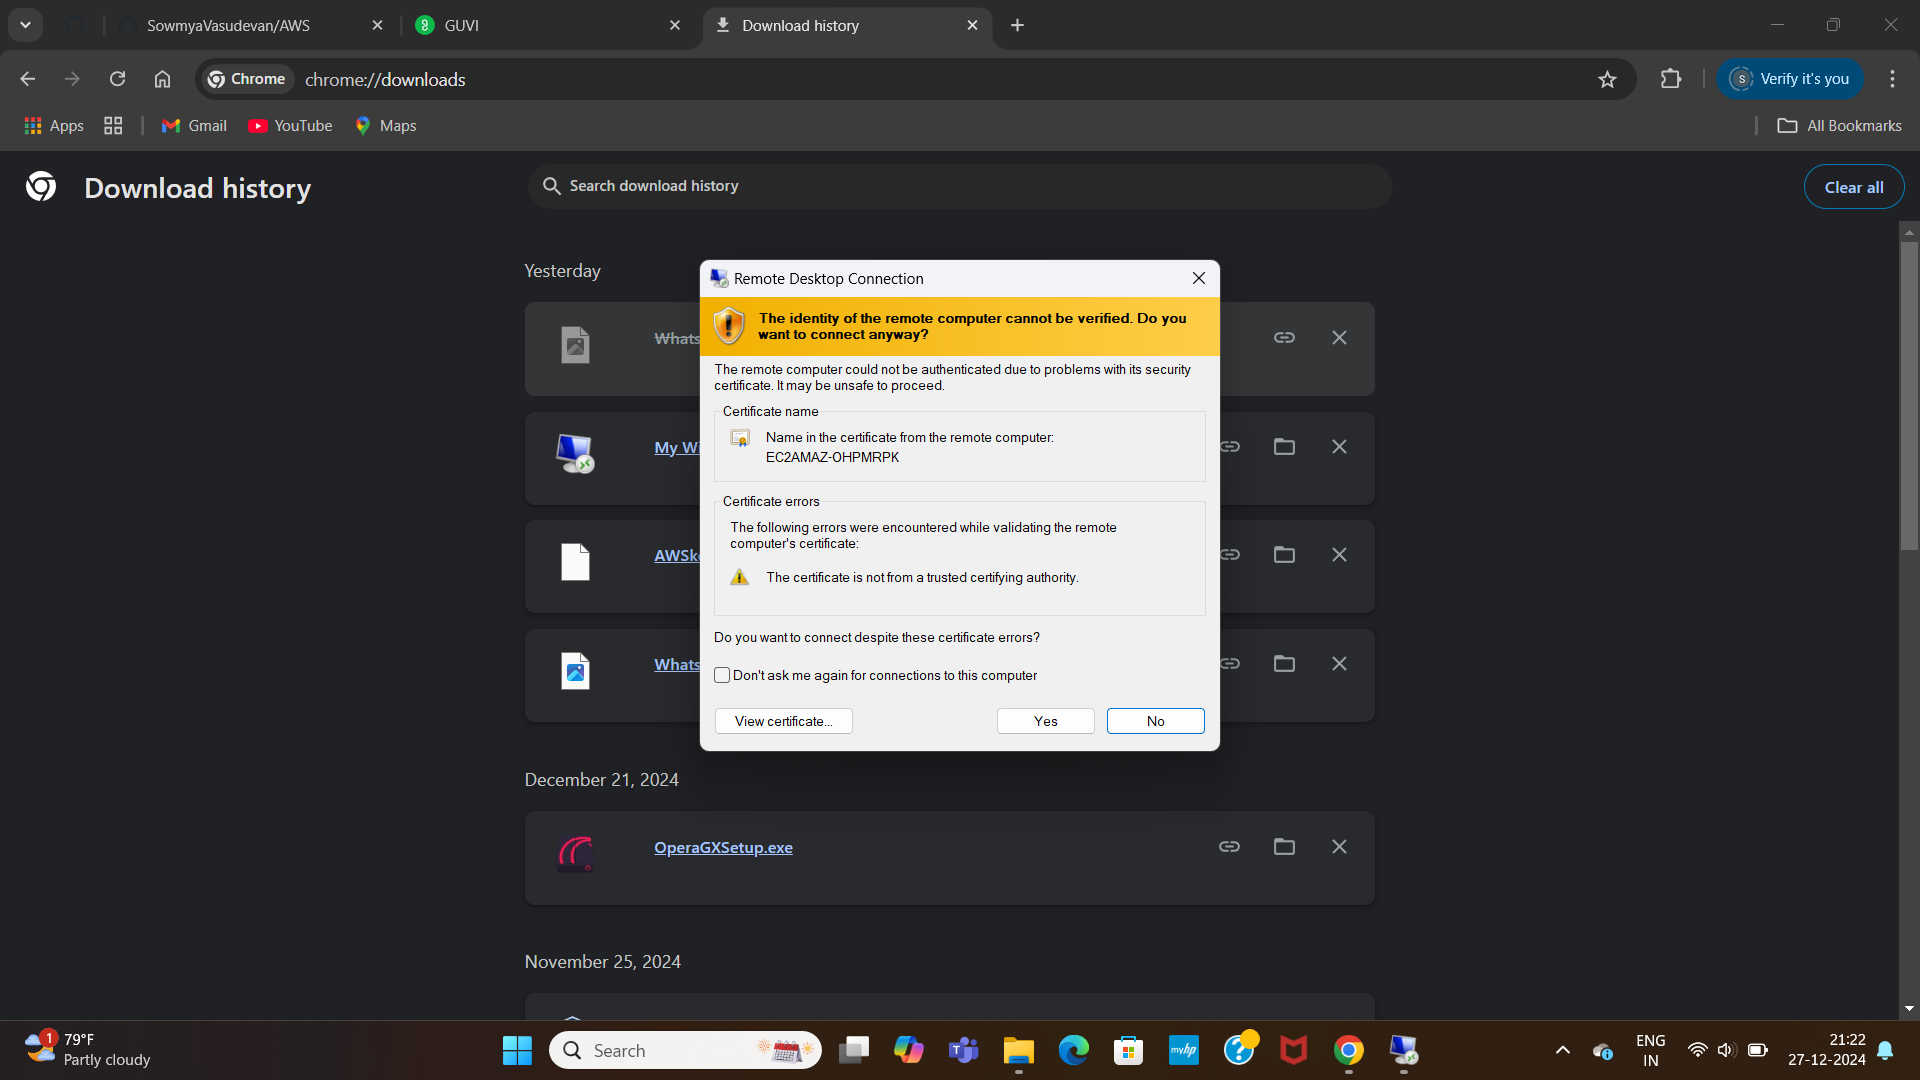 SowmyaVasudevan/AWS
GUVI
Download history
Chrome
chrome://downloads
S
Verify it's you
Apps
Gmail
YouTube
Maps
All Bookmarks
Download history
Search download history
Clear all
Yesterday
Whats
My Wi
AWSke
Whats
Remote Desktop Connection
The identity of the remote computer cannot be verified. Do you
want to connect anyway?
The remote computer could not be authenticated due to problems with its security
certificate. It may be unsafe to proceed.
Certificate name
Name in the certificate from the remote computer:
EC2AMAZ-OHPMRPK
Certificate errors
The following errors were encountered while validating the remote
computer's certificate:
The certificate is not from a trusted certifying authority.
Do you want to connect despite these certificate errors?
Don't ask me again for connections to this computer
View certificate...
Yes
No
December 21, 2024
OperaGXSetup.exe
November 25, 2024
1
79°F
Partly cloudy
Search
myhp
ENG
IN
21:22
27-12-2024